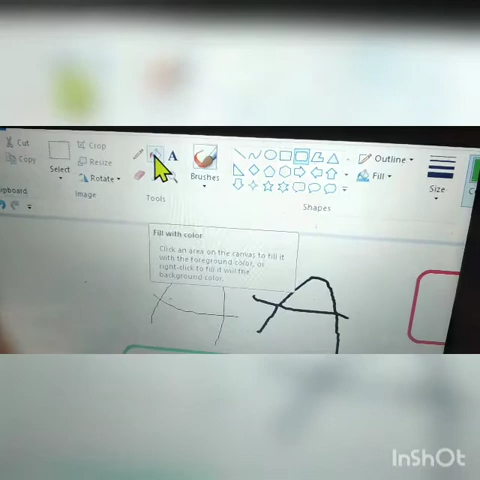 Cut
Crop
Copy
Select
Resize
Rotate
A
Brushes
Outline
Fill
Size
Clipboard
Image
Tools
Shapes
Fill with color
Click an area on the canvas to fill it
with the foreground color, or
right-click to fill it with the
background color.
A A
InShOt